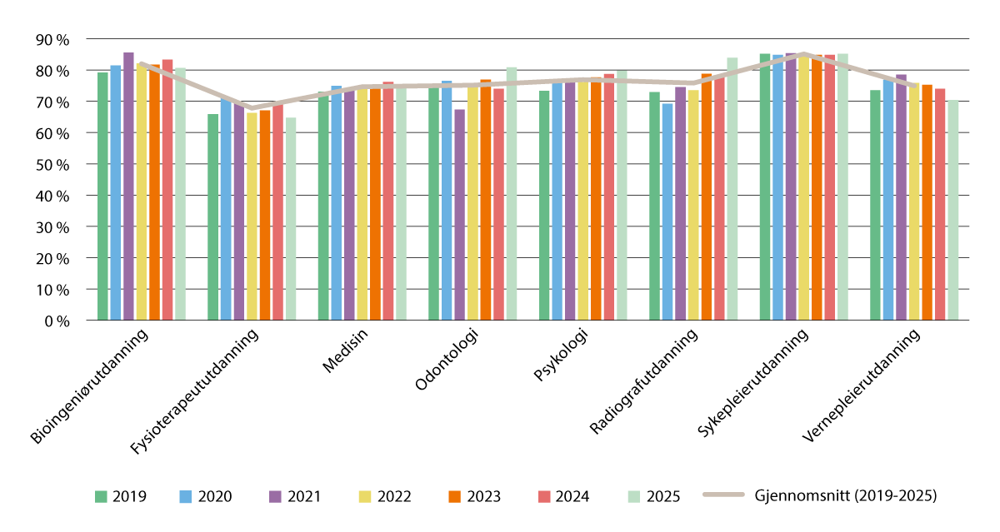 90 %
80 %
70 %
60 %
50 %
40 %
30 %
20 %
10 %
0 %
Bioingeniørutdanning
Fysioterapeututdanning
Medisin
Odontologi
Psykologi
Radiografutdanning
Sykepleierutdanning
Vernepleierutdanning
2019 2020 2021 2022 2023 2024 2025 Gjennomsnitt (2019-2025)